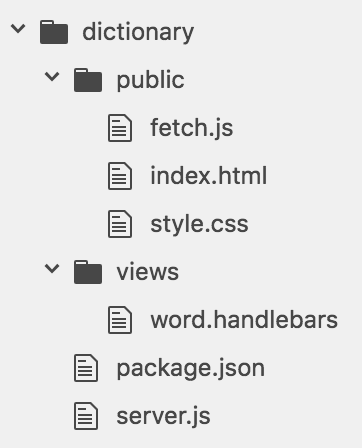 dictionary
public
fetch.js
index.html
style.css
views
word.handlebars
package.json
server.js